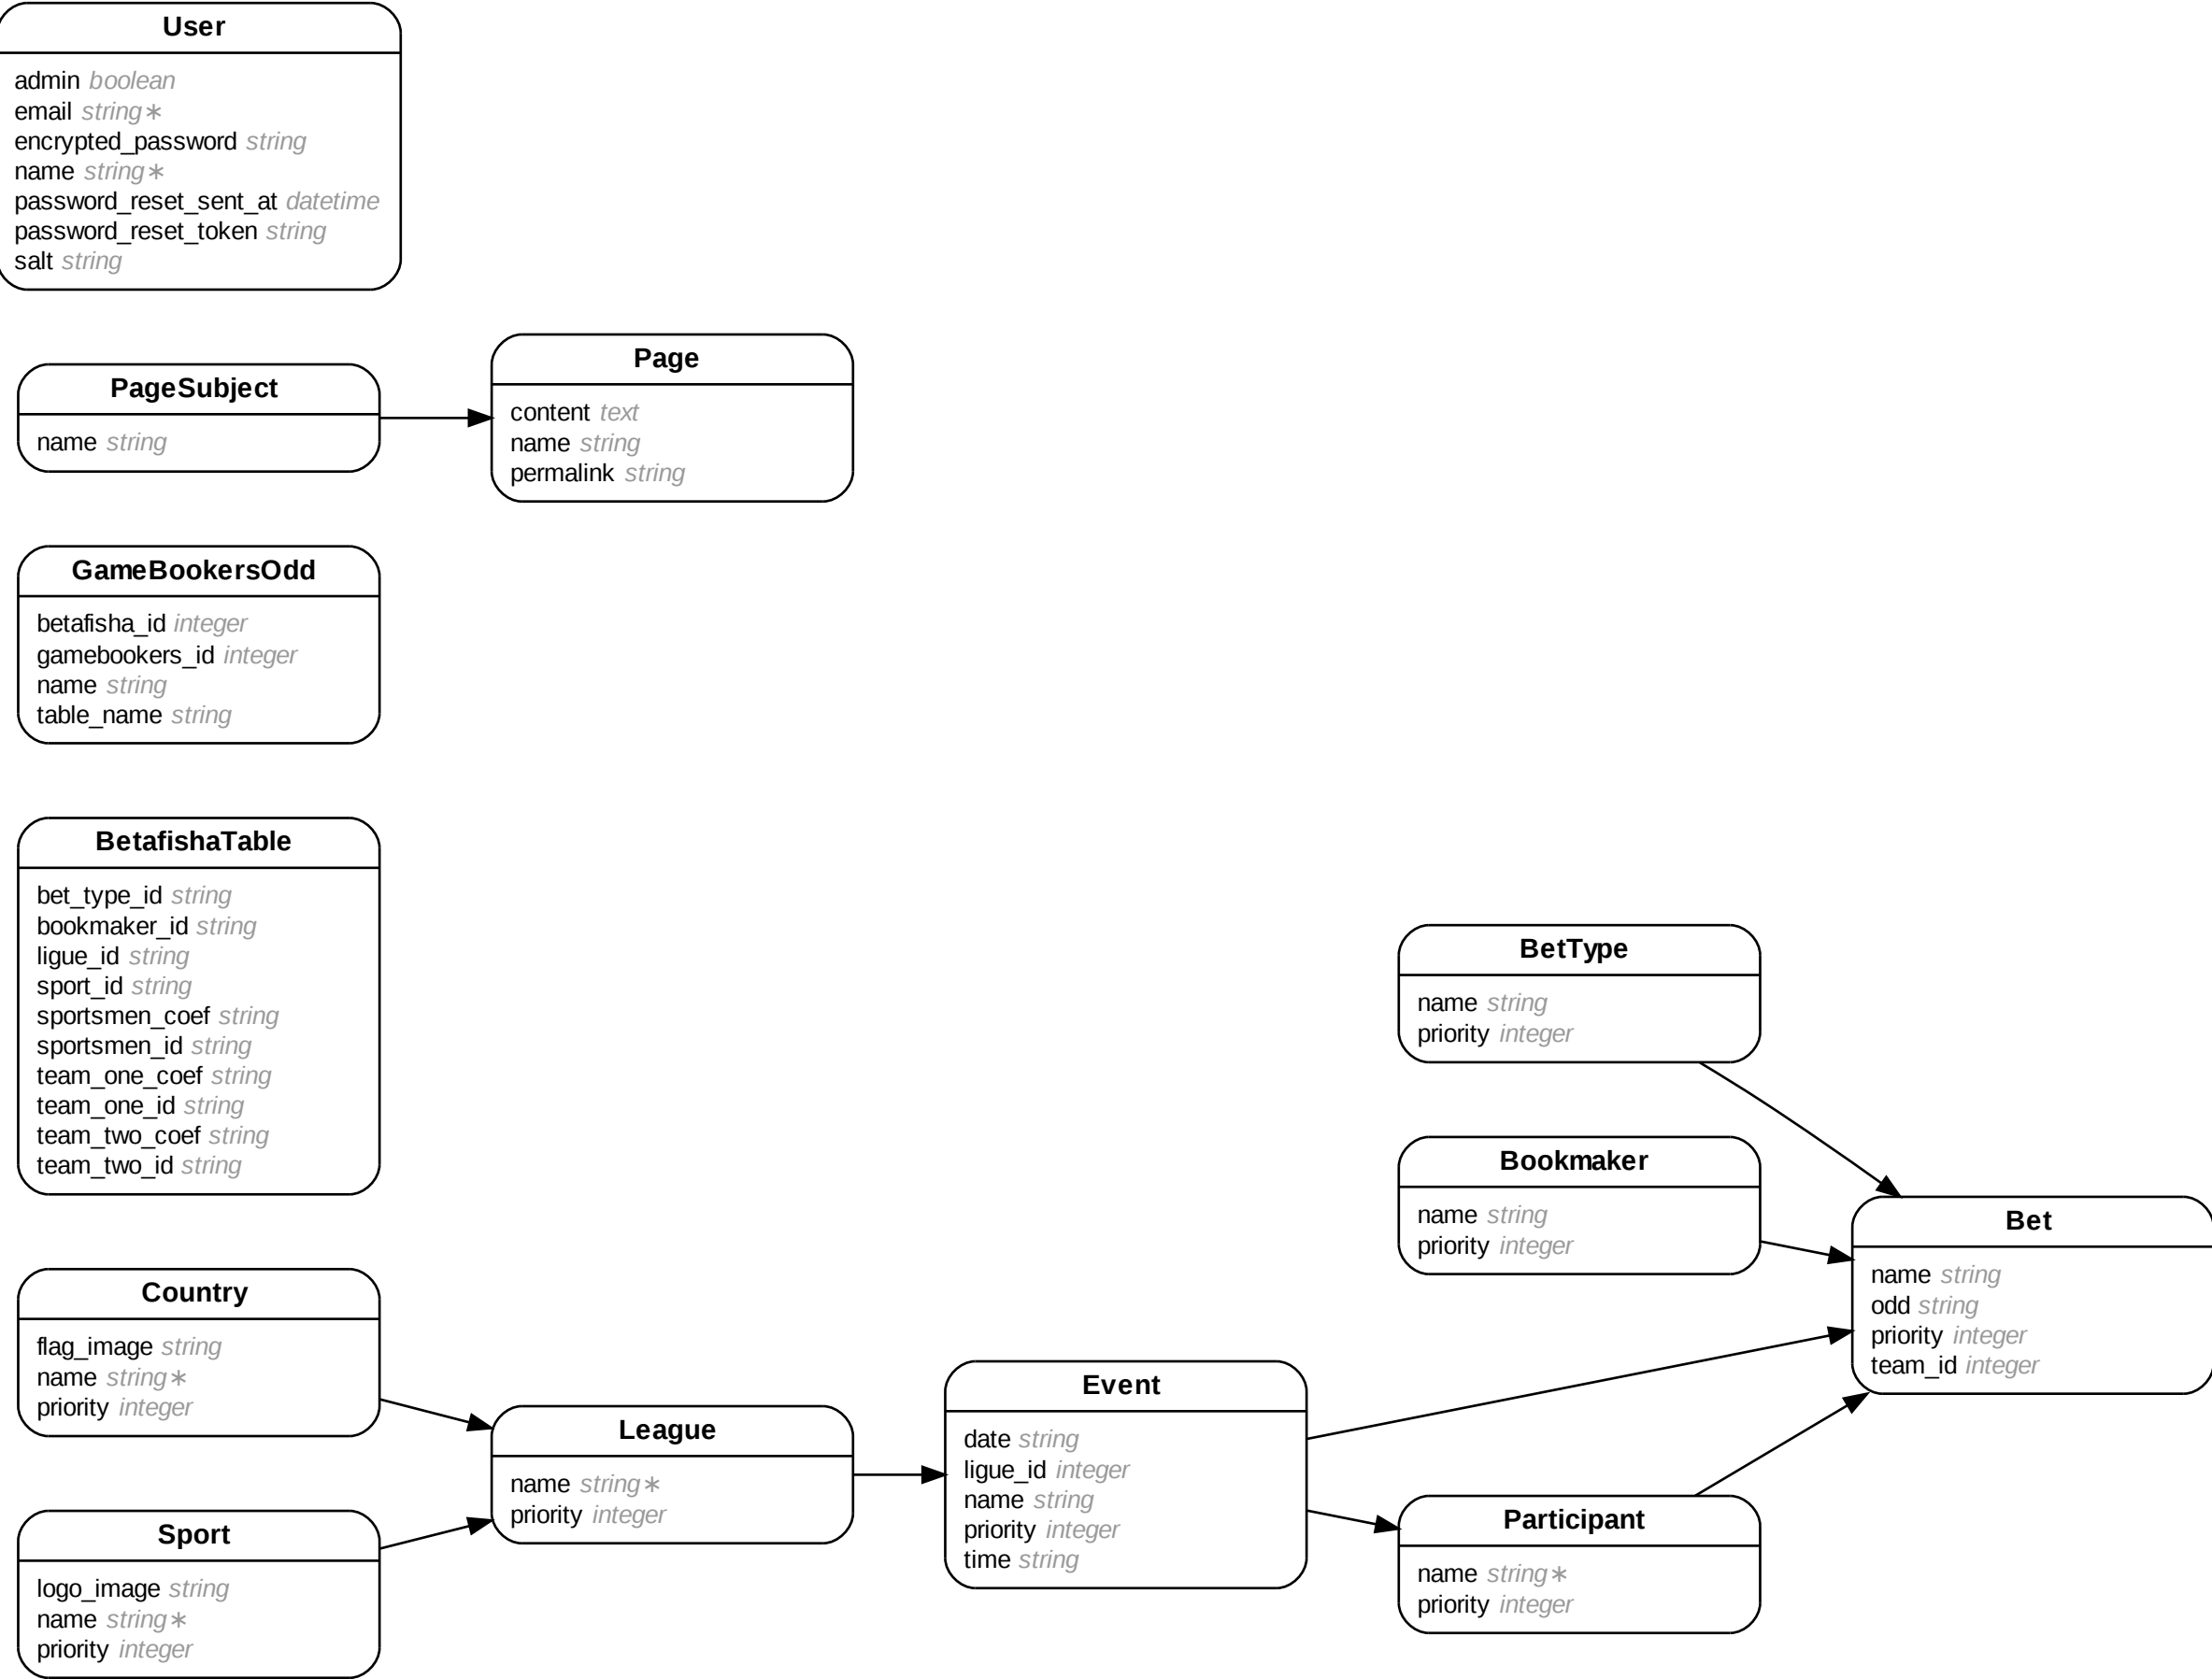 User
admin boolean
email string∗
encrypted_password string
name string∗
password_reset_sent_at datetime
password_reset_token string
salt string
PageSubject
name string
Page
content text
name string
permalink string
GameBookersOdd
betafisha_id integer
gamebookers_id integer
name string
table_name string
BetafishaTable
bet_type_id string
bookmaker_id string
ligue_id string
sport_id string
sportsmen_coef string
sportsmen_id string
team_one_coef string
team_one_id string
team_two_coef string
team_two_id string
Country
flag_image string
name string∗
priority integer
Sport
logo_image string
name string∗
priority integer
League
name string∗
priority integer
Event
date string
ligue_id integer
name string
priority integer
time string
BetType
name string
priority integer
Bookmaker
name string
priority integer
Participant
name string∗
priority integer
Bet
name string
odd string
priority integer
team_id integer